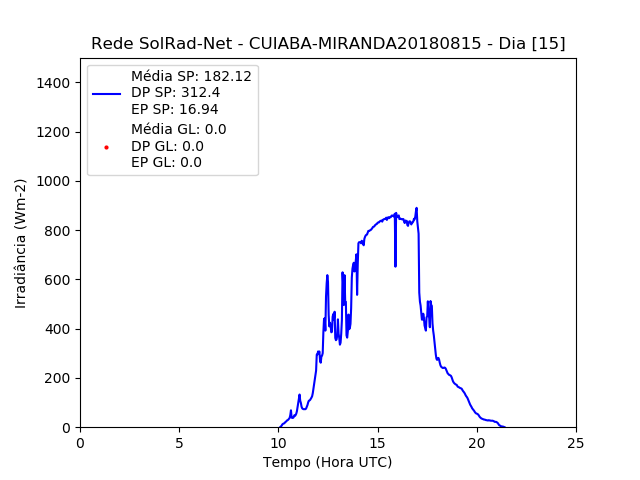 Rede SolRad-Net - CUIABA-MIRANDA20180815 - Dia [15]
Média SP: 182.12
DP SP: 312.4
EP SP: 16.94
Média GL: 0.0
DP GL: 0.0
EP GL: 0.0
Irradiância (Wm-2)
1400
1200
1000
800
600
400
200
0
0 5 10 15 20 25
Tempo (Hora UTC)